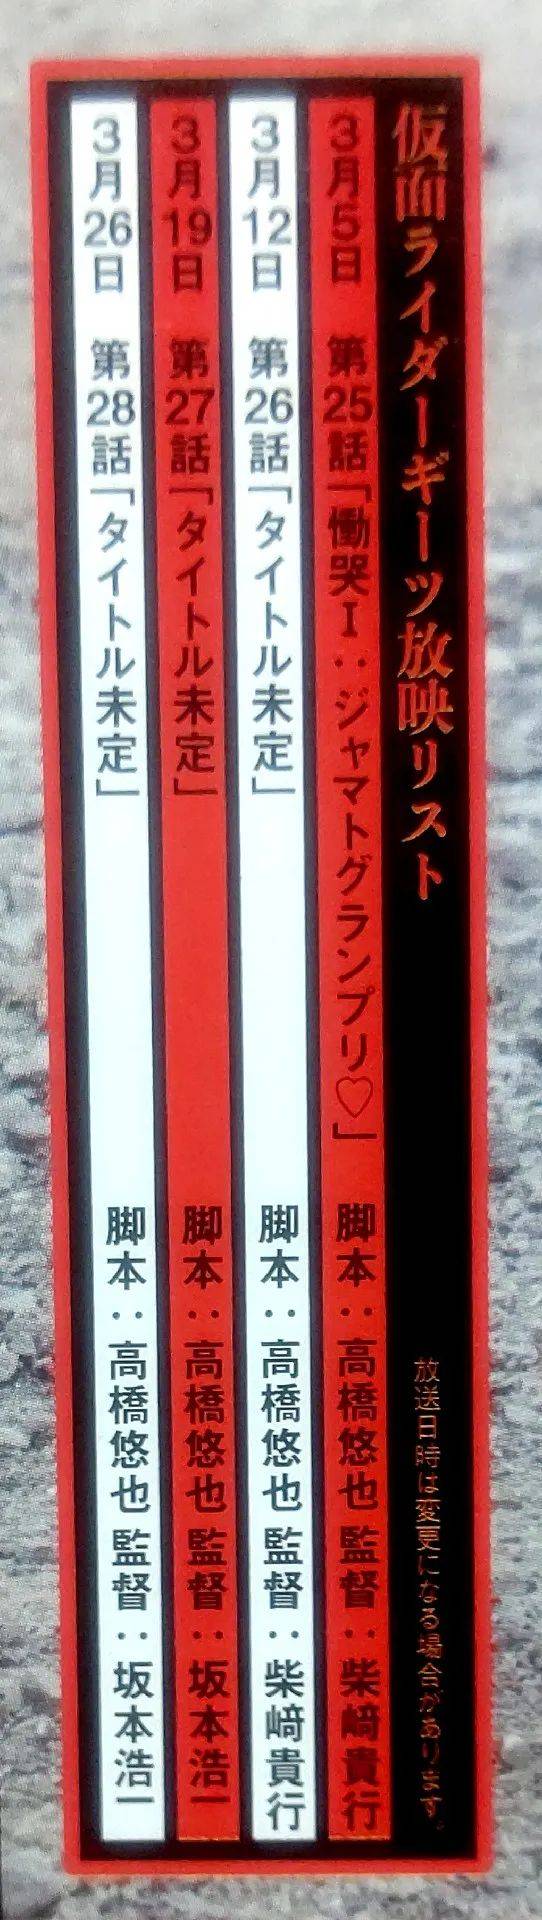 仮面ライダーギーツ放映リスト 放送日時は変更になる場合があります。
3月5日 第25話「慟哭Ⅰ:ジャマトグランプリ♡」 脚本:高橋悠也 監督:柴﨑貴行
3月12日 第26話「タイトル未定」 脚本:高橋悠也 監督:柴﨑貴行
3月19日 第27話「タイトル未定」 脚本:高橋悠也 監督:坂本浩一
3月26日 第28話「タイトル未定」 脚本:高橋悠也 監督:坂本浩一